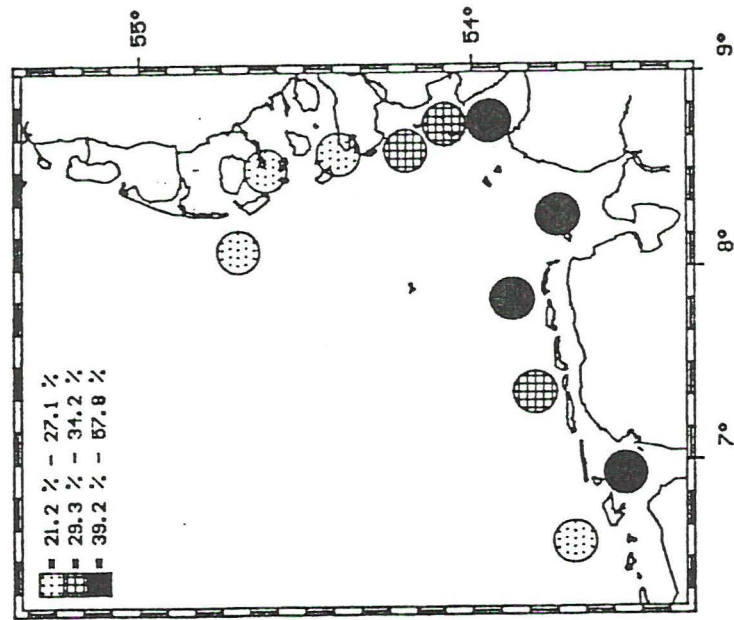 = 21.2 % - 27.1 %
= 29.3 % - 34.2 %
= 39.2 % - 57.8 %
55°
54°
9°
8°
7°